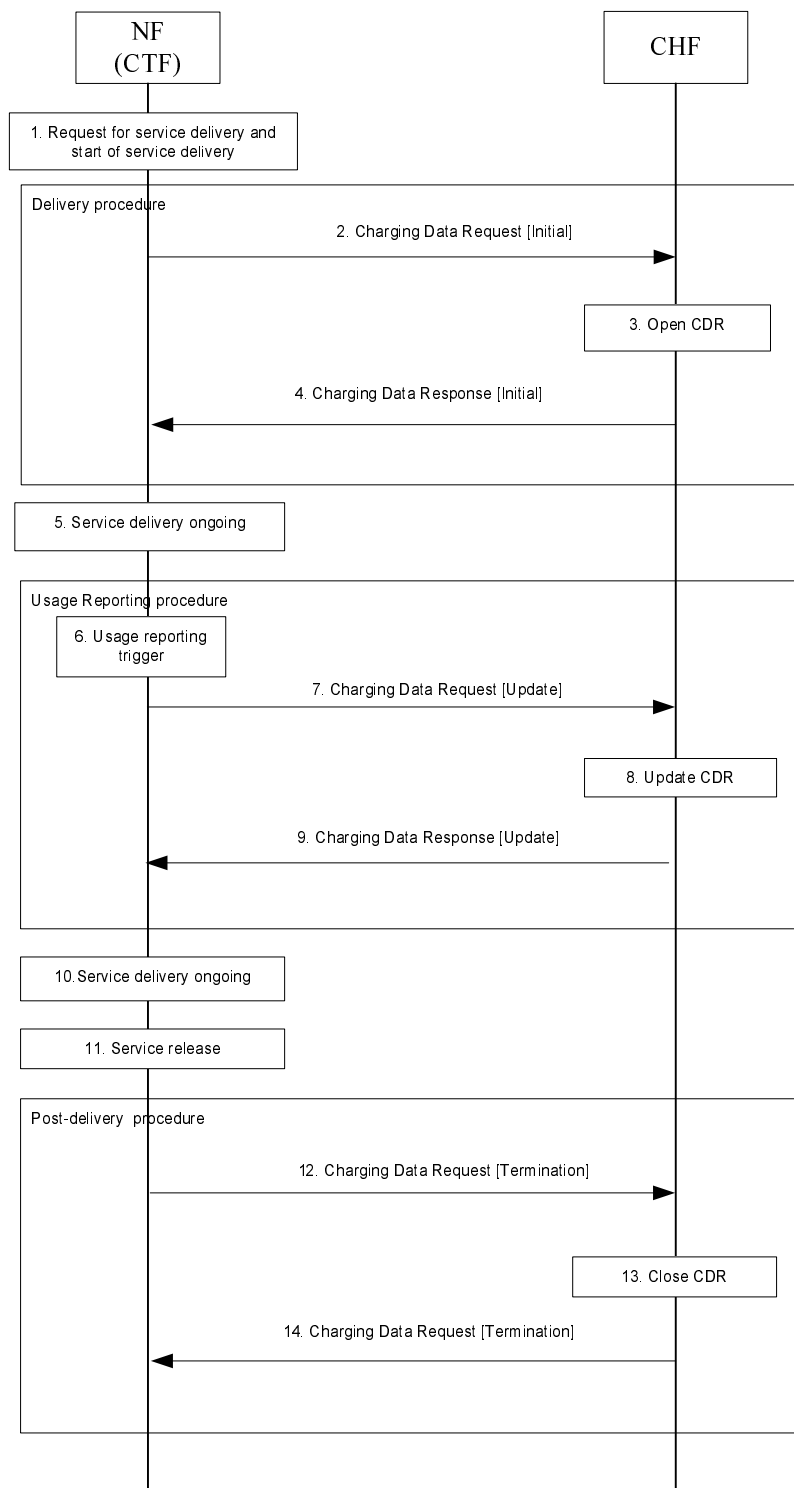 NF
(CTF)
CHF
1. Request for service delivery and
start of service delivery
Delivery procedure
2. Charging Data Request [Initial]
3. Open CDR
4. Charging Data Response [Initial]
5. Service delivery ongoing
Usage Reporting procedure
6. Usage reporting
trigger
7. Charging Data Request [Update]
8. Update CDR
9. Charging Data Response [Update]
10.Service delivery ongoing
11. Service release
Post-delivery procedure
12. Charging Data Request [Termination]
13. Close CDR
14. Charging Data Request [Termination]